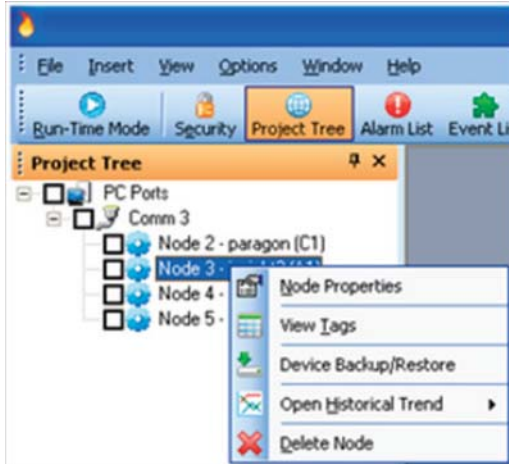 File Insert View Options Window Help
Run-Time Mode Security Project Tree Alarm List Event
Project Tree
PC Ports
Comm 3
Node 2 - paragon (C1)
Node 3 -
Node 4 -
Node 5 -
Node Properties
View Tags
Device Backup/Restore
Open Historical Trend
Delete Node